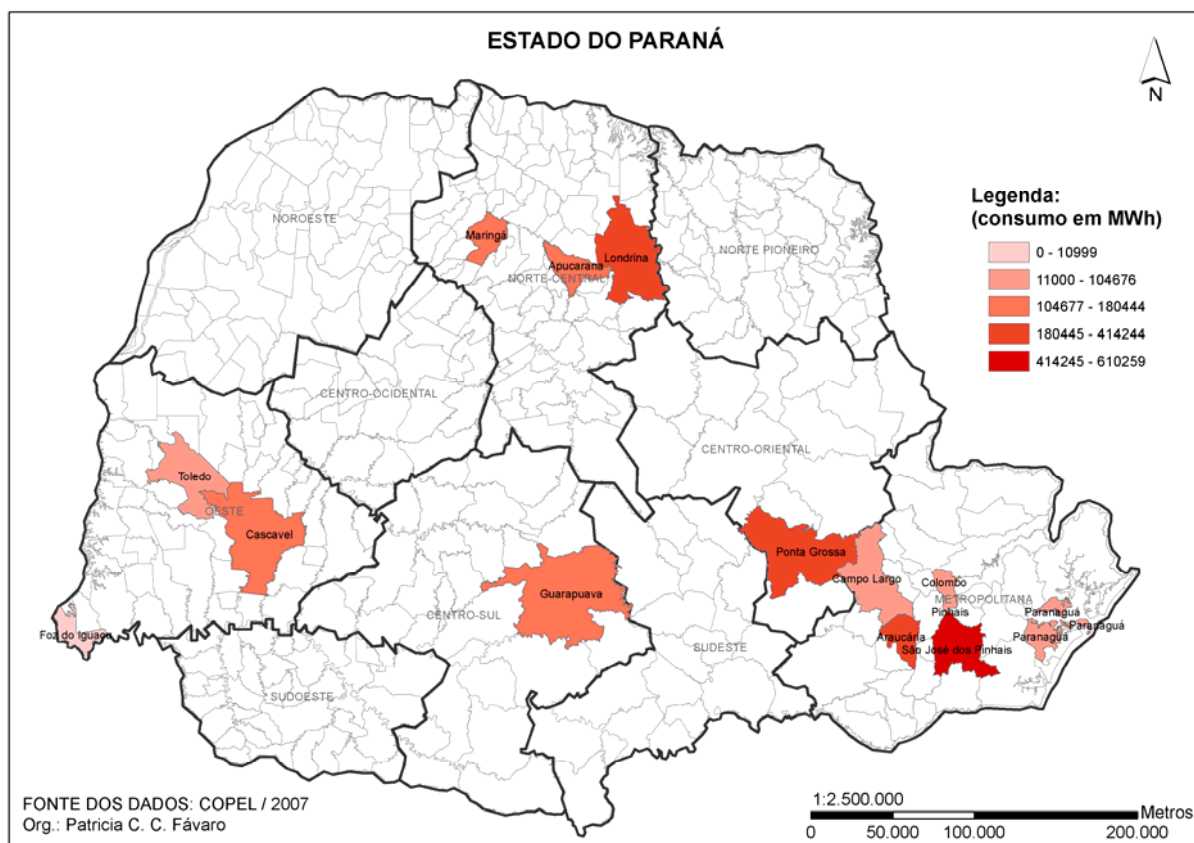 ESTADO DO PARANÁ
N
Legenda:
(consumo em MWh)
0 - 10999
11000 - 104676
104677 - 180444
180445 - 414244
414245 - 610259
NOROESTE
Maringá
Apucarana
Londrina
NORTE-CENTRAL
NORTE PIONEIRO
CENTRO-OCIDENTAL
CENTRO-ORIENTAL
Toledo
OESTE
Cascavel
Ponta Grossa
Campo Largo
Colombo
METROPOLITANA
Guarapuava
CENTRO-SUL
Pinhais
Paranaguá
Paranaguá
Paranaguá
Foz do Iguaçu
Araucária
São José dos Pinhais
SUDESTE
SUDOESTE
FONTE DOS DADOS: COPEL / 2007
Org.: Patricia C. C. Fávaro
1:2.500.000
Metros
0 50.000 100.000 200.000